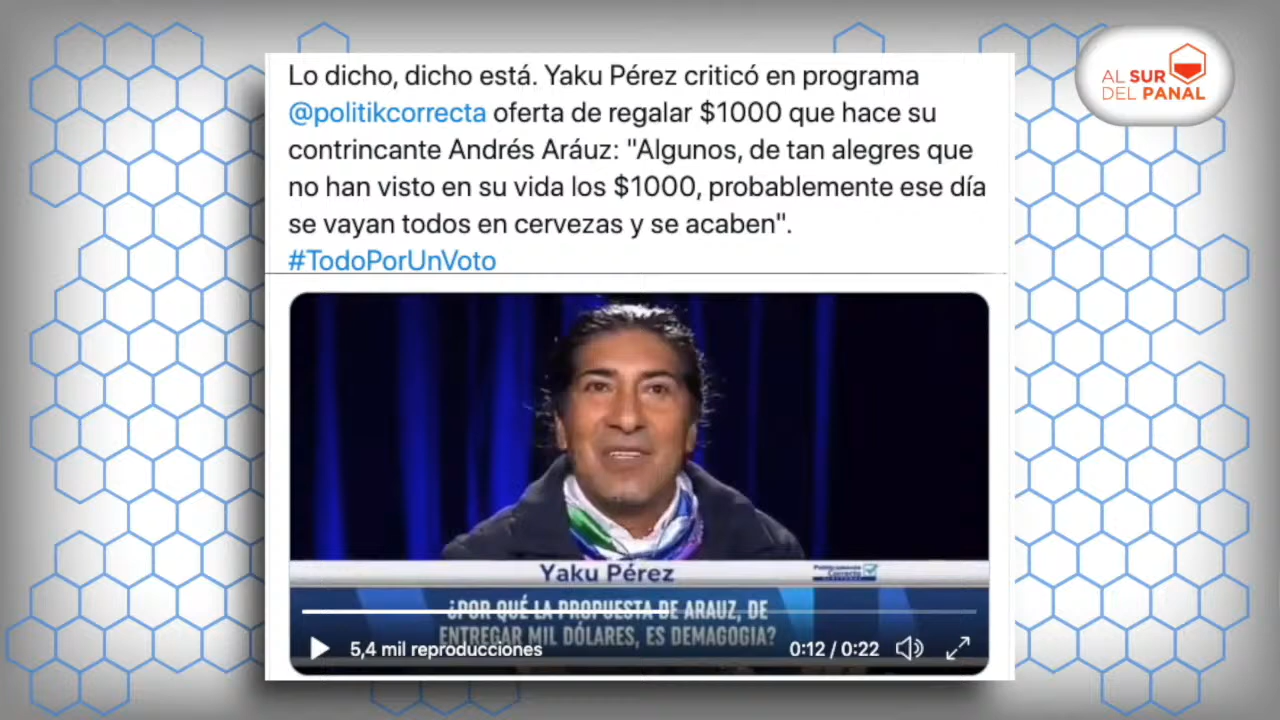 Lo dicho, dicho está. Yaku Pérez criticó en programa
@politikcorrecta oferta de regalar $1000 que hace su
contrincante Andrés Aráuz: "Algunos, de tan alegres que
no han visto en su vida los $1000, probablemente ese día
se vayan todos en cervezas y se acaben".
#TodoPorUnVoto
AL SUR
DEL PANAL
Yaku Pérez
Políticamente
Correcto
¿POR QUÉ LA PROPUESTA DE ARAUZ, DE
ENTREGAR MIL DÓLARES, ES DEMAGOGIA?
5,4 mil reproducciones
0:12 / 0:22